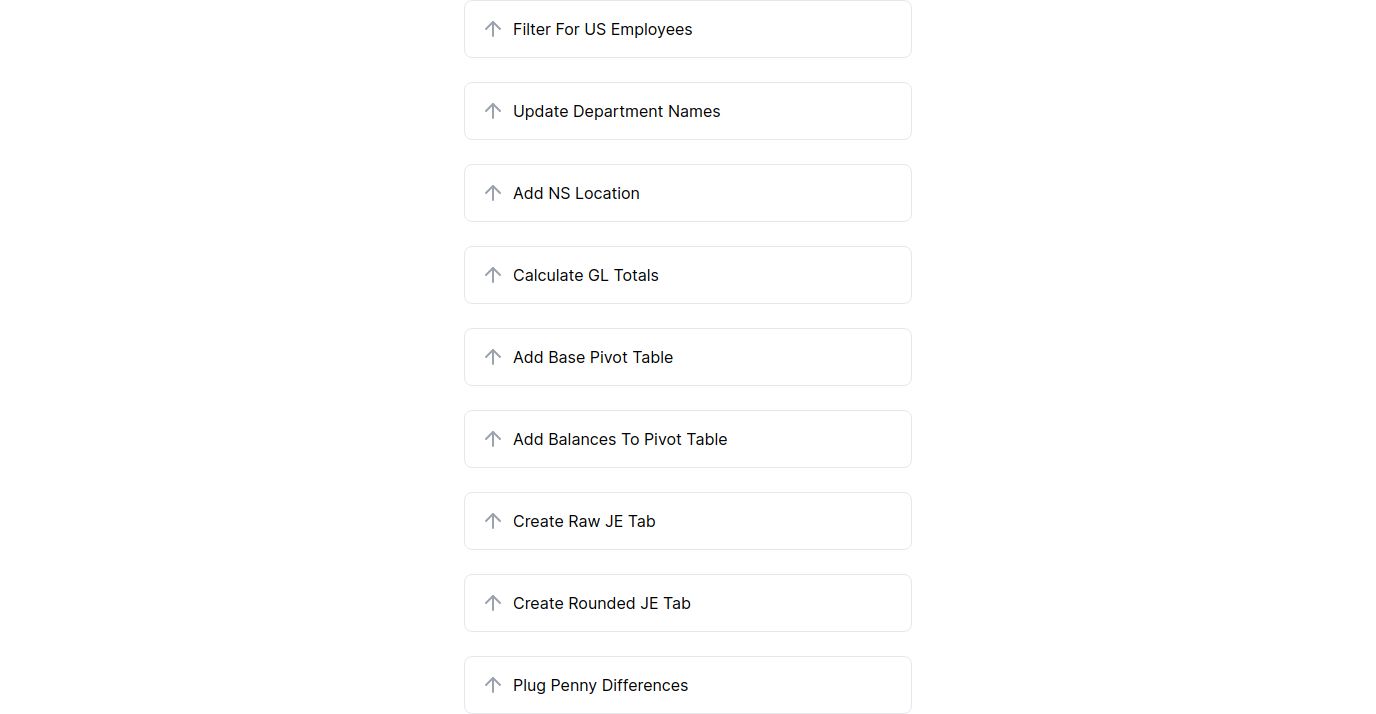 Filter For US Employees
Update Department Names
Add NS Location
Calculate GL Totals
Add Base Pivot Table
Add Balances To Pivot Table
Create Raw JE Tab
Create Rounded JE Tab
Plug Penny Differences